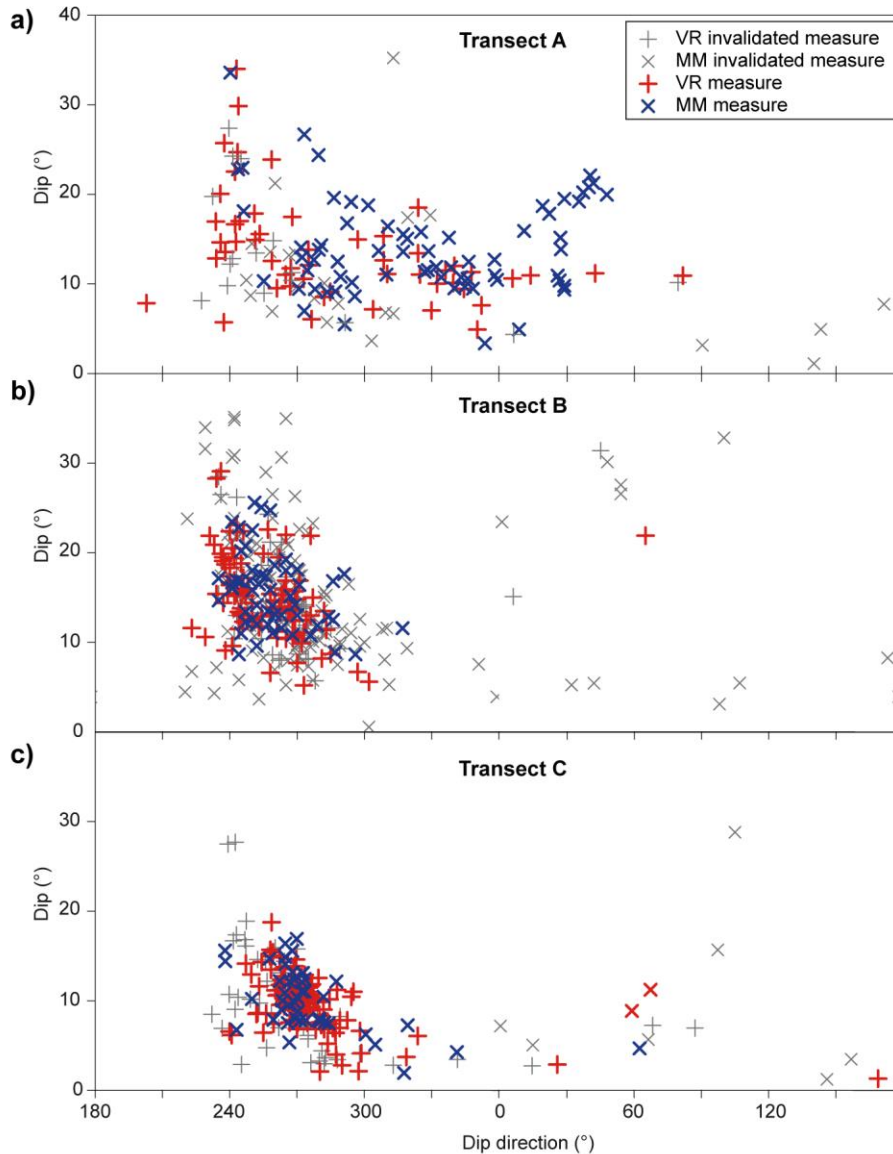 a)
Transect A
VR invalidated measure
MM invalidated measure
VR measure
MM measure
40
30
20
10
0
Dip (°)
b)
Transect B
30
20
10
0
Dip (°)
c)
Transect C
30
20
10
0
Dip (°)
180 240 300 0 60 120
Dip direction (°)